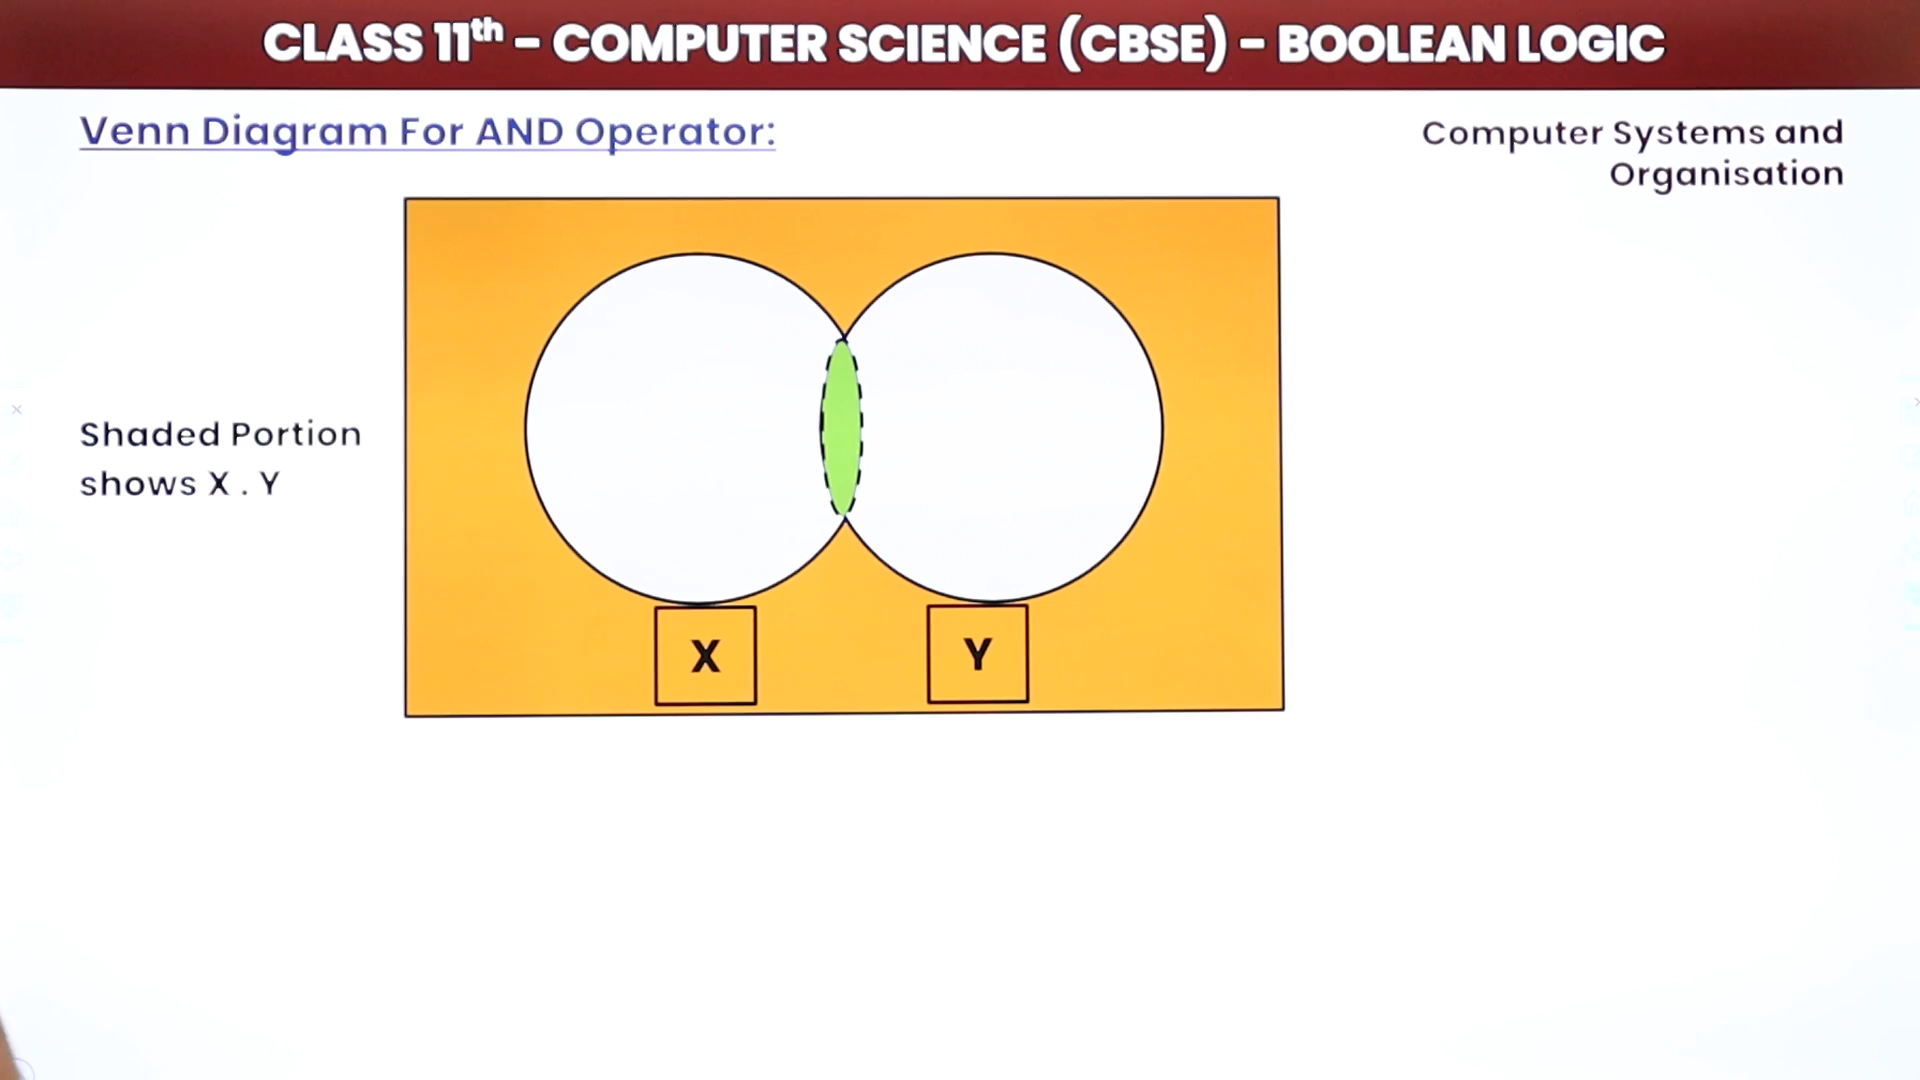 CLASS 11th - COMPUTER SCIENCE (CBSE) - BOOLEAN LOGIC
Venn Diagram For AND Operator:
Computer Systems and
Organisation
Shaded Portion
shows X . Y
X
Y